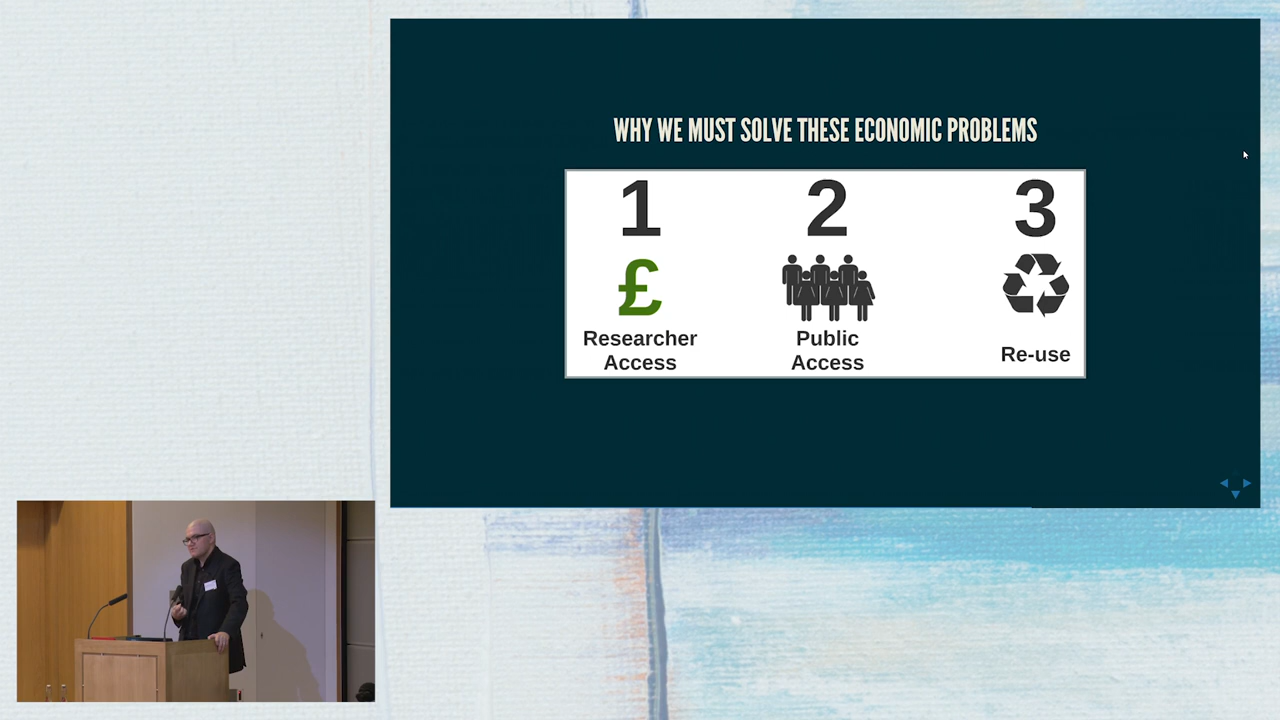 WHY WE MUST SOLVE THESE ECONOMIC PROBLEMS
1
2
3
£
Researcher
Access
Public
Access
Re-use